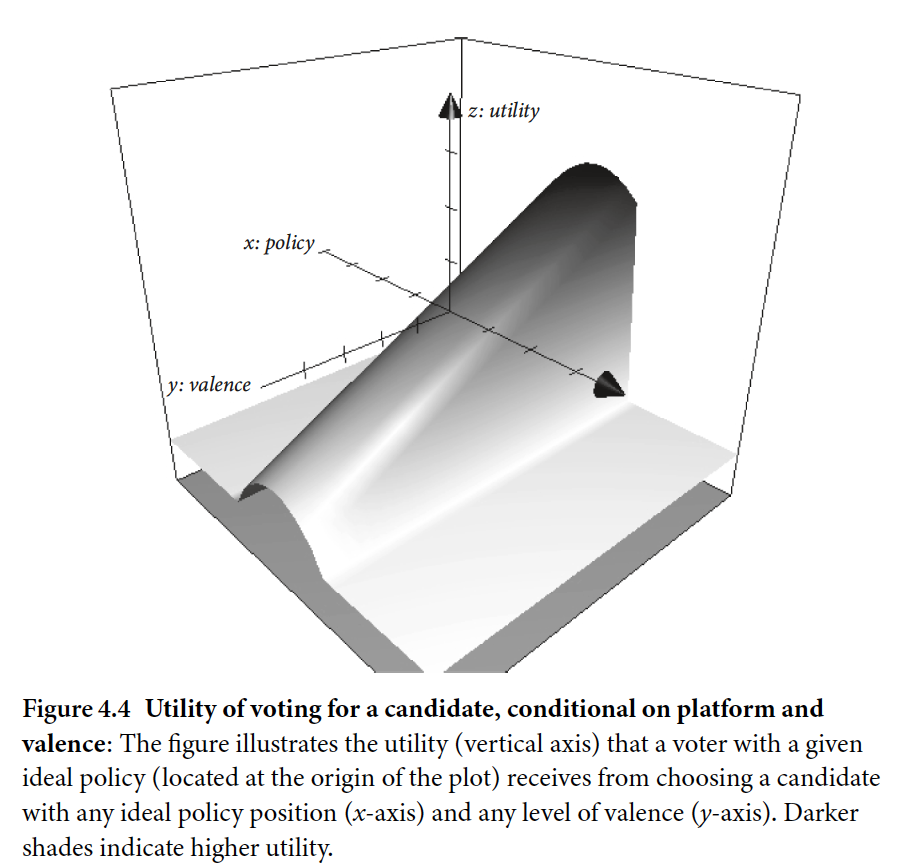 z: utility
x: policy
y: valence
Figure 4.4 Utility of voting for a candidate, conditional on platform and
valence: The figure illustrates the utility (vertical axis) that a voter with a given
ideal policy (located at the origin of the plot) receives from choosing a candidate
with any ideal policy position (x-axis) and any level of valence (y-axis). Darker
shades indicate higher utility.